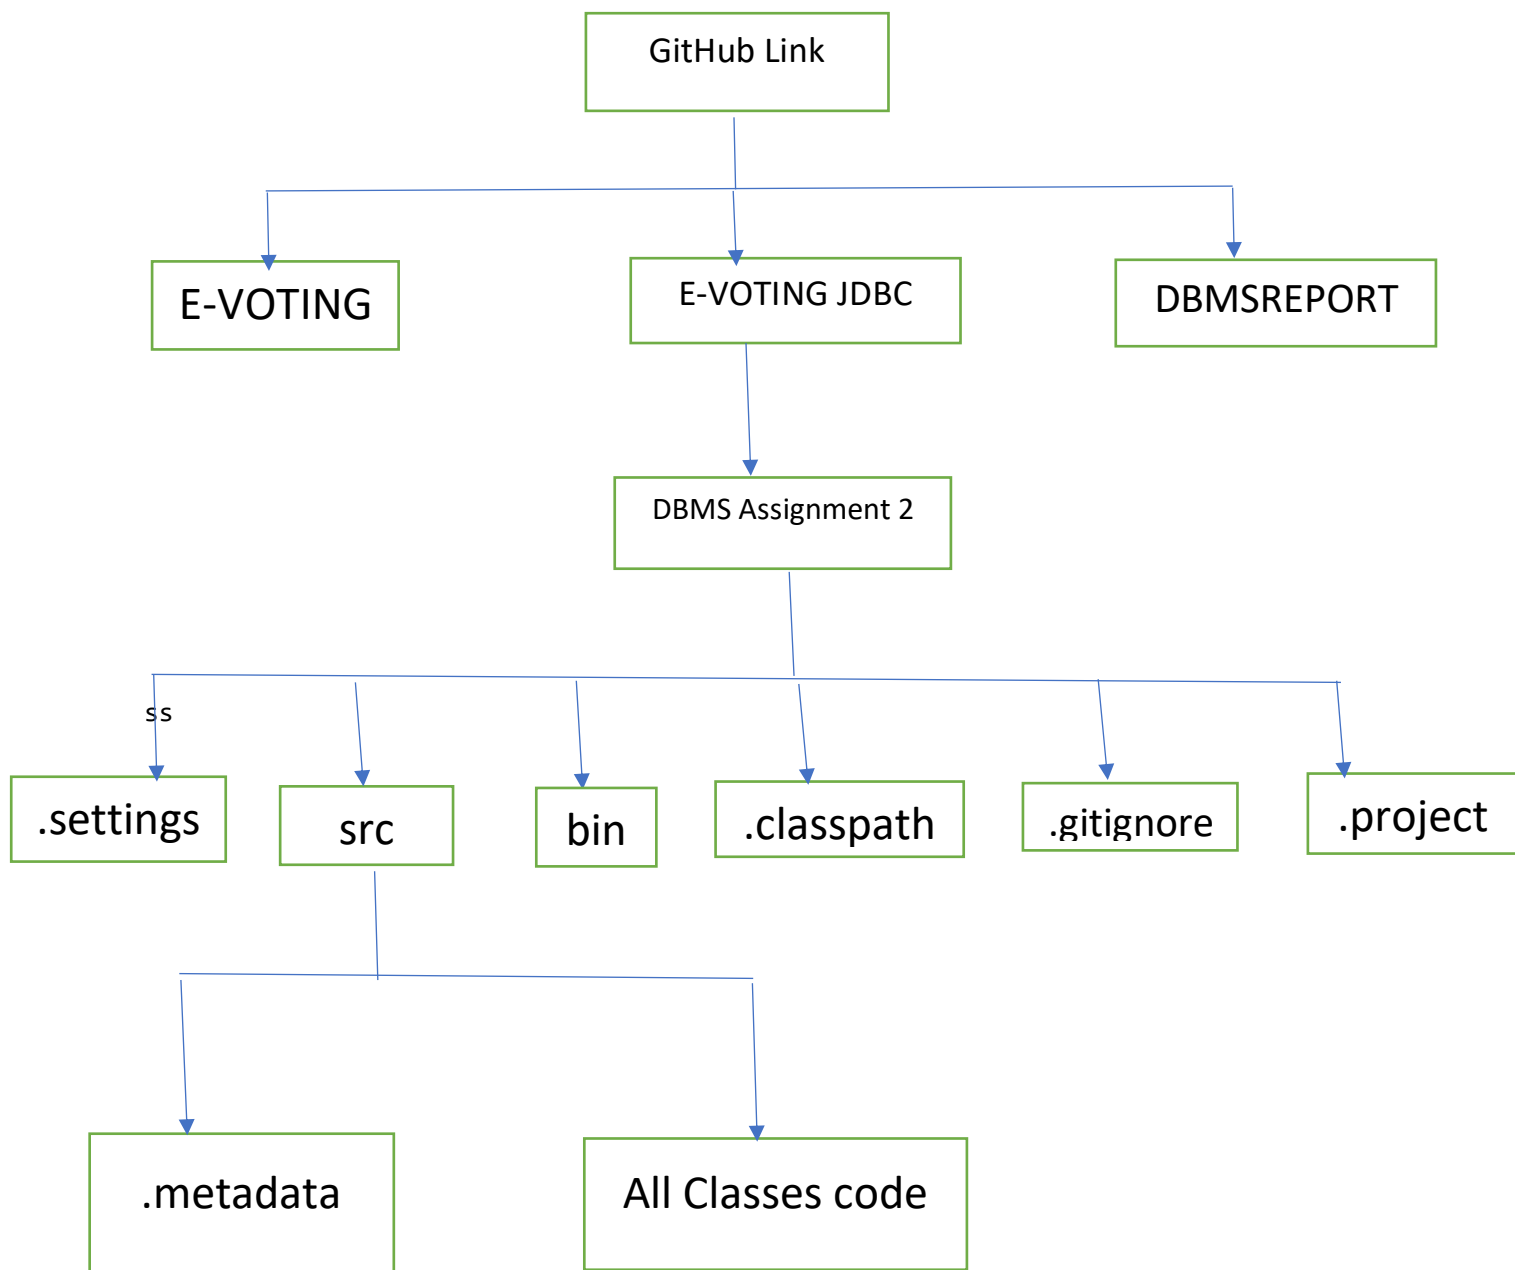 GitHub Link
E-VOTING
E-VOTING JDBC
DBMSREPORT
DBMS Assignment 2
ss
.settings
src
bin
.classpath
.gitignore
.project
.metadata
All Classes code